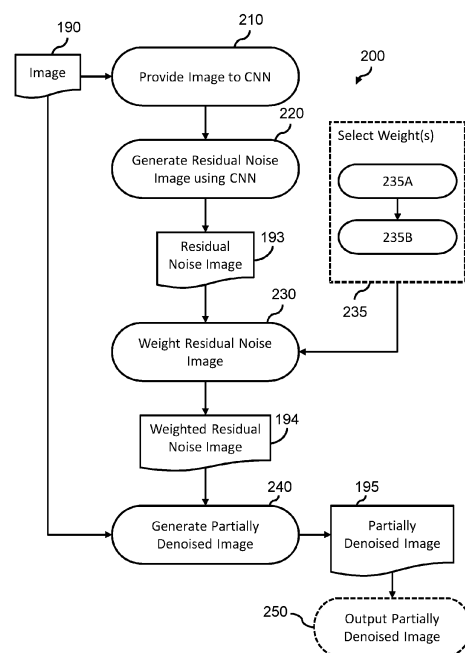 190
210
Image
Provide Image to CNN
200
220
Generate Residual Noise
Image using CNN
Select Weight(s)
235A
235B
235
Residual
Noise Image
193
230
Weight Residual Noise
Image
Weighted Residual
Noise Image
194
240
Generate Partially
Denoised Image
195
Partially
Denoised Image
250
Output Partially
Denoised Image